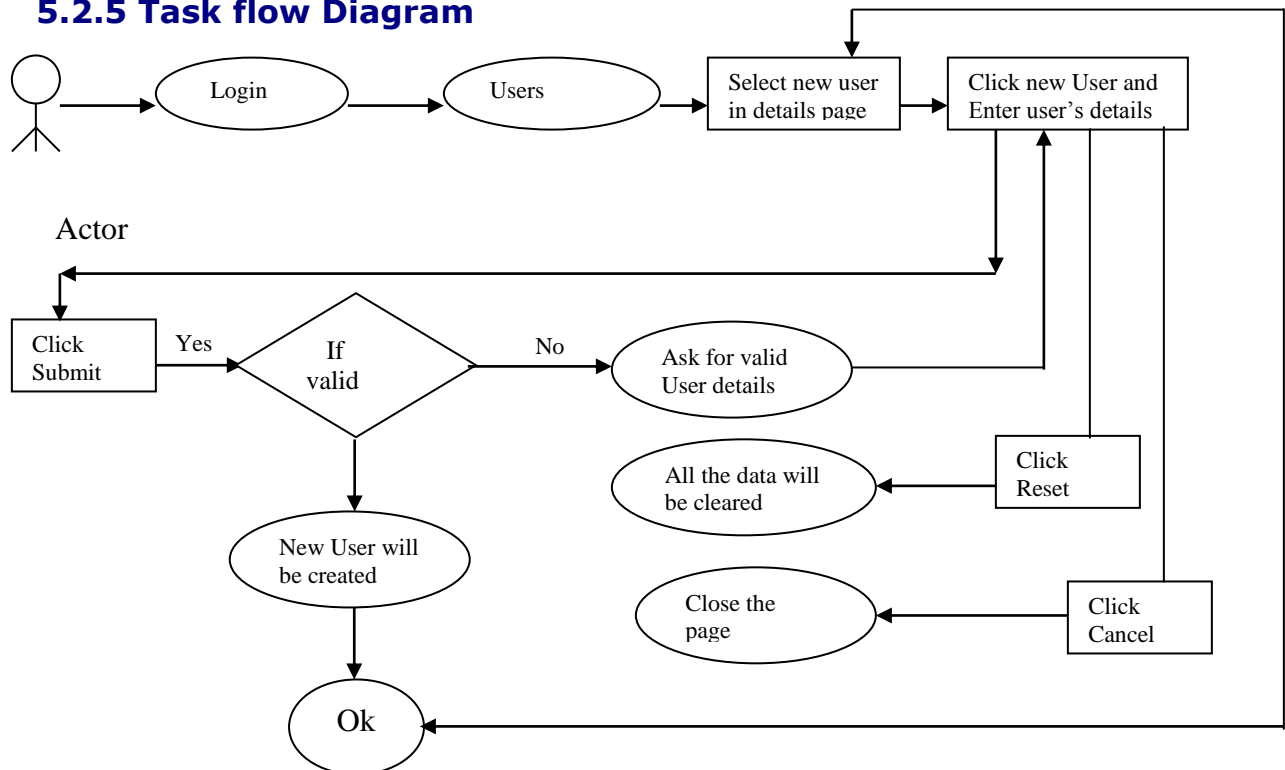 5.2.5 Task flow Diagram
Login
Users
Select new user
in details page
Click new User and
Enter user's details
Actor
Click
Submit
Yes
If
valid
No
Ask for valid
User details
All the data will
be cleared
Click
Reset
New User will
be created
Close the
page
Click
Cancel
Ok